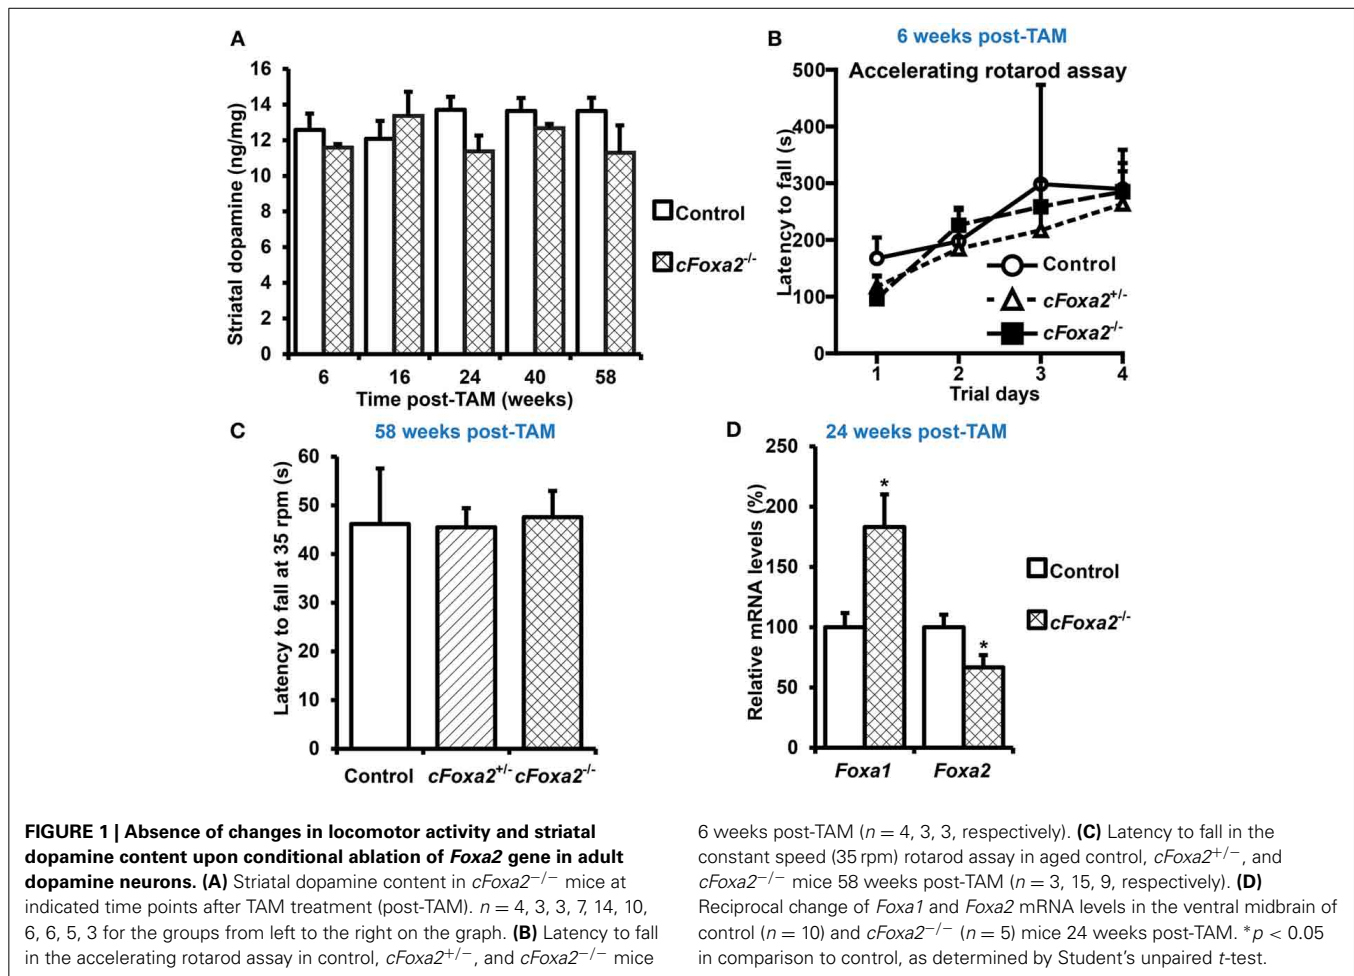 A
16
14
12
10
8
6
4
2
0
Striatal dopamine (ng/mg)
6 16 24 40 58
Time post-TAM (weeks)
Control
cFoxa2-/-
B
6 weeks post-TAM
Accelerating rotarod assay
500
400
300
200
100
0
Latency to fall (s)
Control
cFoxa2+/-
cFoxa2-/-
1 2 3 4
Trial days
C
58 weeks post-TAM
60
50
40
30
20
10
0
Latency to fall at 35 rpm (s)
Control cFoxa2+/- cFoxa2-/-
D
24 weeks post-TAM
250
200
150
100
50
0
Relative mRNA levels (%)
*
*
Foxa1 Foxa2
Control
cFoxa2-/-
FIGURE 1 | Absence of changes in locomotor activity and striatal
dopamine content upon conditional ablation of Foxa2 gene in adult
dopamine neurons. (A) Striatal dopamine content in cFoxa2−/− mice at
indicated time points after TAM treatment (post-TAM). n = 4, 3, 3, 7, 14, 10,
6, 6, 5, 3 for the groups from left to the right on the graph. (B) Latency to fall
in the accelerating rotarod assay in control, cFoxa2+/−, and cFoxa2−/− mice
6 weeks post-TAM (n = 4, 3, 3, respectively). (C) Latency to fall in the
constant speed (35 rpm) rotarod assay in aged control, cFoxa2+/−, and
cFoxa2−/− mice 58 weeks post-TAM (n = 3, 15, 9, respectively). (D)
Reciprocal change of Foxa1 and Foxa2 mRNA levels in the ventral midbrain of
control (n = 10) and cFoxa2−/− (n = 5) mice 24 weeks post-TAM. *p < 0.05
in comparison to control, as determined by Student's unpaired t-test.